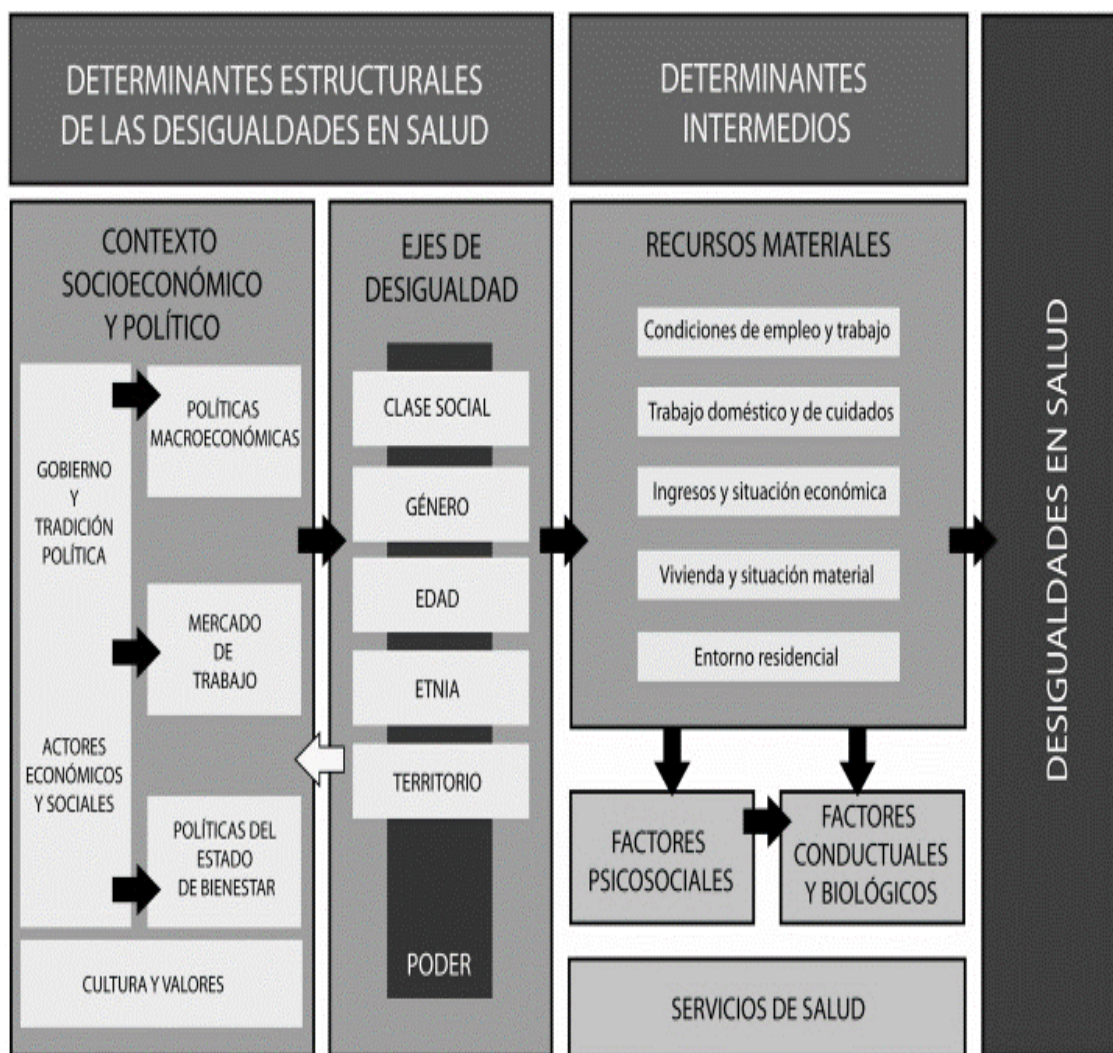 DETERMINANTES ESTRUCTURALES
DE LAS DESIGUALDADES EN SALUD
DETERMINANTES
INTERMEDIOS
CONTEXTO
SOCIOECONÓMICO
Y POLÍTICO
GOBIERNO
Y
TRADICIÓN
POLÍTICA
ACTORES
ECONÓMICOS
Y SOCIALES
POLÍTICAS
MACROECONÓMICAS
MERCADO
DE
TRABAJO
POLÍTICAS DEL
ESTADO
DE BIENESTAR
CULTURA Y VALORES
EJES DE
DESIGUALDAD
CLASE SOCIAL
GÉNERO
EDAD
ETNIA
TERRITORIO
PODER
RECURSOS MATERIALES
Condiciones de empleo y trabajo
Trabajo doméstico y de cuidados
Ingresos y situación económica
Vivienda y situación material
Entorno residencial
FACTORES
PSICOSOCIALES
FACTORES
CONDUCTUALES
Y BIOLÓGICOS
SERVICIOS DE SALUD
DESIGUALDADES EN SALUD